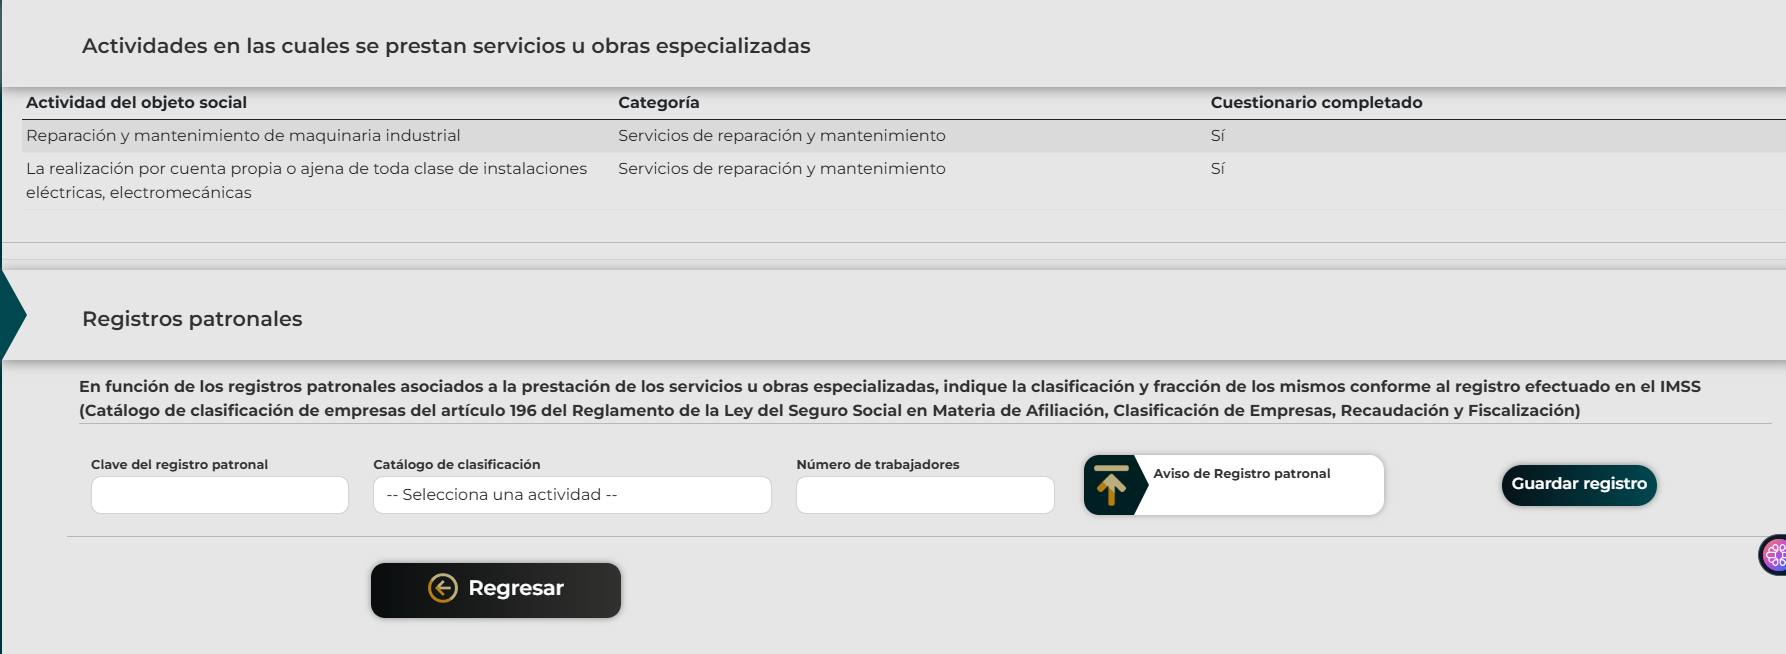 Actividades en las cuales se prestan servicios u obras especializadas
Actividad del objeto social Categoría Cuestionario completado
Reparación y mantenimiento de maquinaria industrial Servicios de reparación y mantenimiento Sí
La realización por cuenta propia o ajena de toda clase de instalaciones Servicios de reparación y mantenimiento Sí
eléctricas, electromecánicas
Registros patronales
En función de los registros patronales asociados a la prestación de los servicios u obras especializadas, indique la clasificación y fracción de los mismos conforme al registro efectuado en el IMSS
(Catálogo de clasificación de empresas del artículo 196 del Reglamento de la Ley del Seguro Social en Materia de Afiliación, Clasificación de Empresas, Recaudación y Fiscalización)
Clave del registro patronal Catálogo de clasificación Número de trabajadores Aviso de Registro patronal
-- Selecciona una actividad -- Guardar registro
Regresar